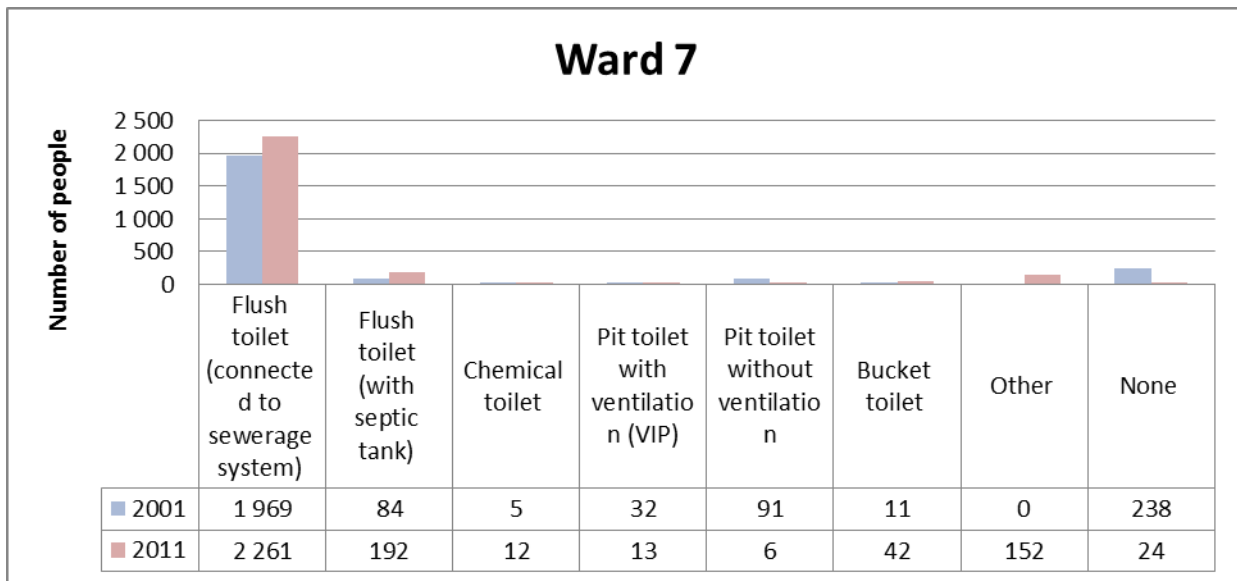 Ward 7
Number of people
2 500
2 000
1 500
1 000
500
0
Flush
toilet
(connecte
d to
sewerage
system)
Flush
toilet
(with
septic
tank)
Chemical
toilet
Pit toilet
with
ventilatio
n (VIP)
Pit toilet
without
ventilatio
n
Bucket
toilet
Other
None
2001 1 969 84 5 32 91 11 0 238
2011 2 261 192 12 13 6 42 152 24